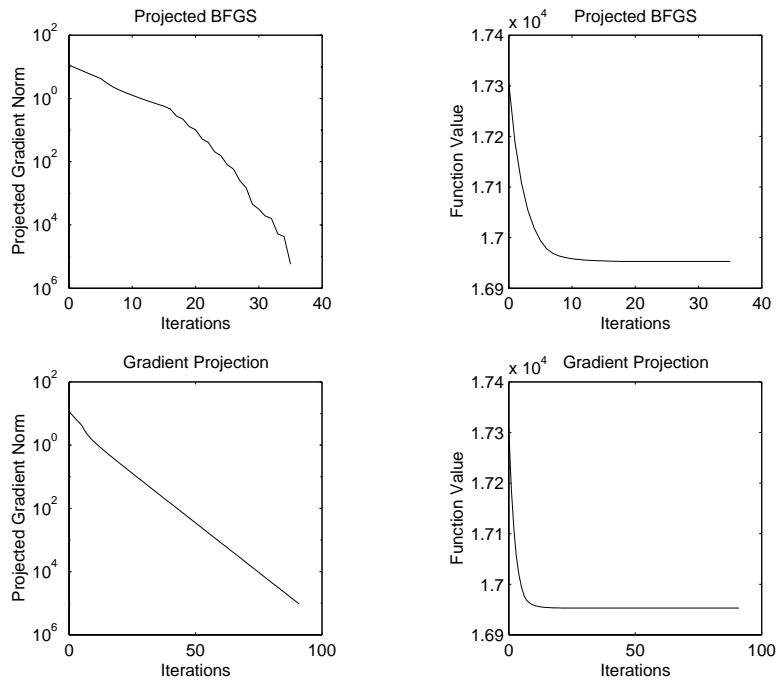 Projected BFGS
10^2
10^0
10^2
10^4
10^6
Projected Gradient Norm
0 10 20 30 40
Iterations
Projected BFGS
x 10^4
1.74
1.73
1.72
1.71
1.7
1.69
Function Value
0 10 20 30 40
Iterations
Gradient Projection
10^2
10^0
10^2
10^4
10^6
Projected Gradient Norm
0 50 100
Iterations
Gradient Projection
x 10^4
1.74
1.73
1.72
1.71
1.7
1.69
Function Value
0 50 100
Iterations